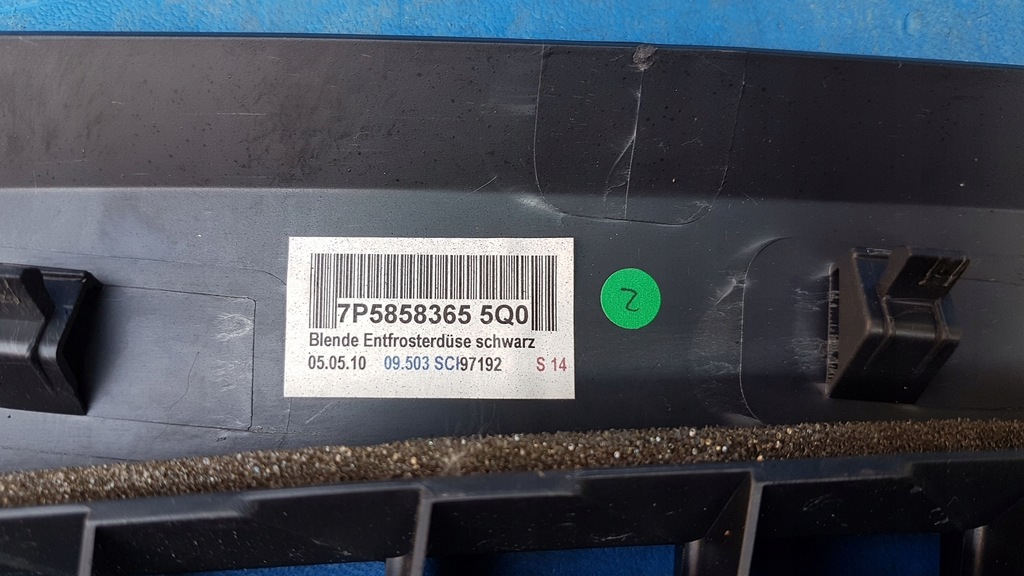 7P5858365 5Q0
Blende Entfrosterdüse schwarz
05.05.10 09.503 SCI97192 S 14
2